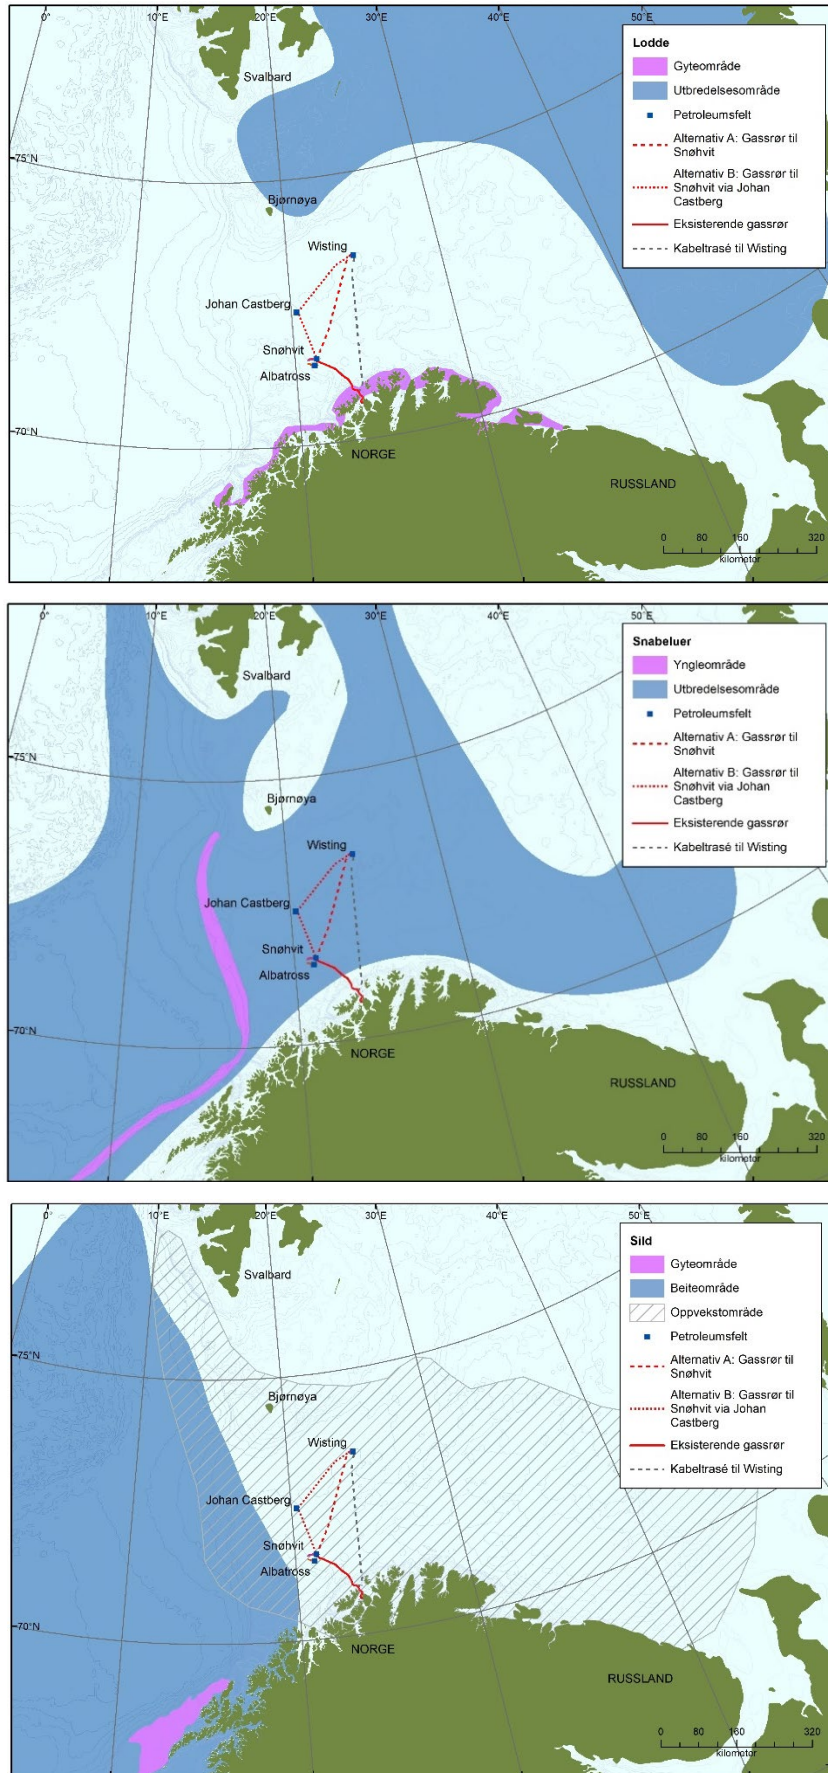 0°
10°E
20°E
30°E
40°E
50°E
Lodde
Gyteområde
Utbredelsesområde
Petroleumsfelt
Alternativ A: Gassrør til
Snøhvit
Alternativ B: Gassrør til
Snøhvit via Johan
Castberg
Eksisterende gassrør
Kabeltrasé til Wisting
Svalbard
75°N
Bjørnøya
Wisting
Johan Castberg
Snøhvit
Albatross
70°N
NORGE
RUSSLAND
0 80 160 320
kilometer
0°
10°E
20°E
30°E
40°E
50°E
Snabeluer
Yngleområde
Utbredelsesområde
Petroleumsfelt
Alternativ A: Gassrør til
Snøhvit
Alternativ B: Gassrør til
Snøhvit via Johan
Castberg
Eksisterende gassrør
Kabeltrasé til Wisting
Svalbard
75°N
Bjørnøya
Wisting
Johan Castberg
Snøhvit
Albatross
70°N
NORGE
RUSSLAND
0 80 160 320
kilometer
0°
10°E
20°E
30°E
40°E
50°E
Sild
Gyteområde
Beiteområde
Oppvekstområde
Petroleumsfelt
Alternativ A: Gassrør til
Snøhvit
Alternativ B: Gassrør til
Snøhvit via Johan
Castberg
Eksisterende gassrør
Kabeltrasé til Wisting
Svalbard
75°N
Bjørnøya
Wisting
Johan Castberg
Snøhvit
Albatross
70°N
NORGE
RUSSLAND
0 80 160 320
kilometer